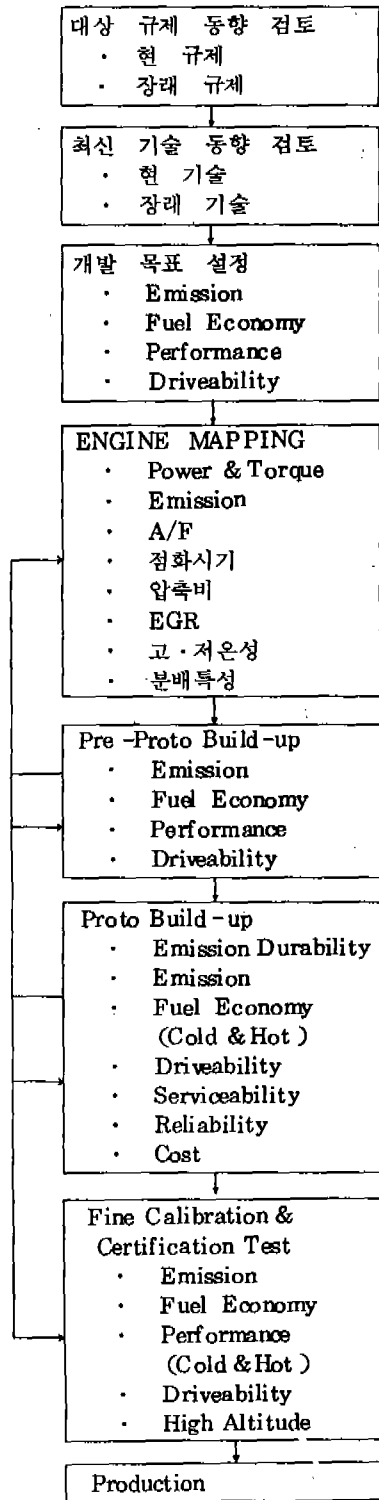 대상 규제 동향 검토
· 현 규제
· 장래 규제
최신 기술 동향 검토
· 현 기술
· 장래 기술
개발 목표 설정
· Emission
· Fuel Economy
· Performance
· Driveability
ENGINE MAPPING
· Power & Torque
· Emission
· A/F
· 점화시기
· 압축비
· EGR
· 고·저온성
· 분배특성
Pre-Proto Build-up
· Emission
· Fuel Economy
· Performance
· Driveability
Proto Build-up
· Emission Durability
· Emission
· Fuel Economy
(Cold & Hot)
· Driveability
· Serviceability
· Reliability
· Cost
Fine Calibration &
Certification Test
· Emission
· Fuel Economy
· Performance
(Cold & Hot)
· Driveability
· High Altitude
Production